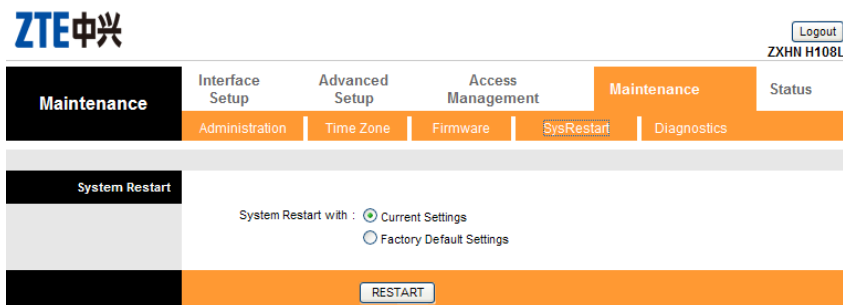 ZTE中兴
Logout
ZXHN H108L
Maintenance
Interface Setup
Advanced Setup
Access Management
Maintenance
Status
Administration
Time Zone
Firmware
SysRestart
Diagnostics
System Restart
System Restart with : Current Settings
Factory Default Settings
RESTART